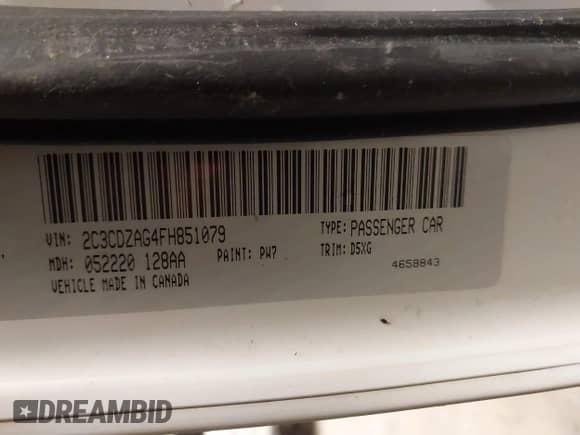 VIN: 2C3CDZAG4FH851079 TYPE: PASSENGER CAR
MDH: 052220 128AA PAINT: PW7 TRIM: D5XG
VEHICLE MADE IN CANADA 4658843
DREAMBID